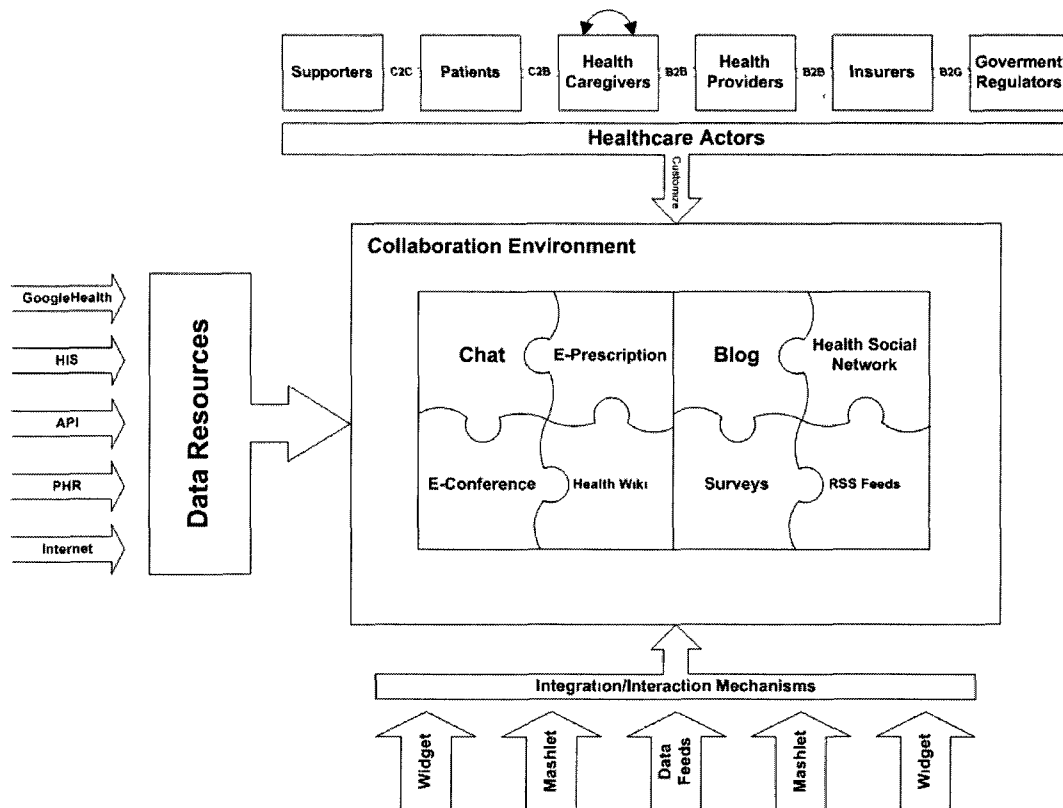 Supporters C2C Patients C2B Health Caregivers B2B Health Providers B2B Insurers B2G Goverment Regulators
Healthcare Actors
Customize
Collaboration Environment
GoogleHealth
HIS
API
PHR
Internet
Data Resources
Chat
E-Prescription
Blog
Health Social
Network
E-Conference
Health Wiki
Surveys
RSS Feeds
Integration/Interaction Mechanisms
Widget
Mashlet
Data
Feeds
Mashlet
Widget